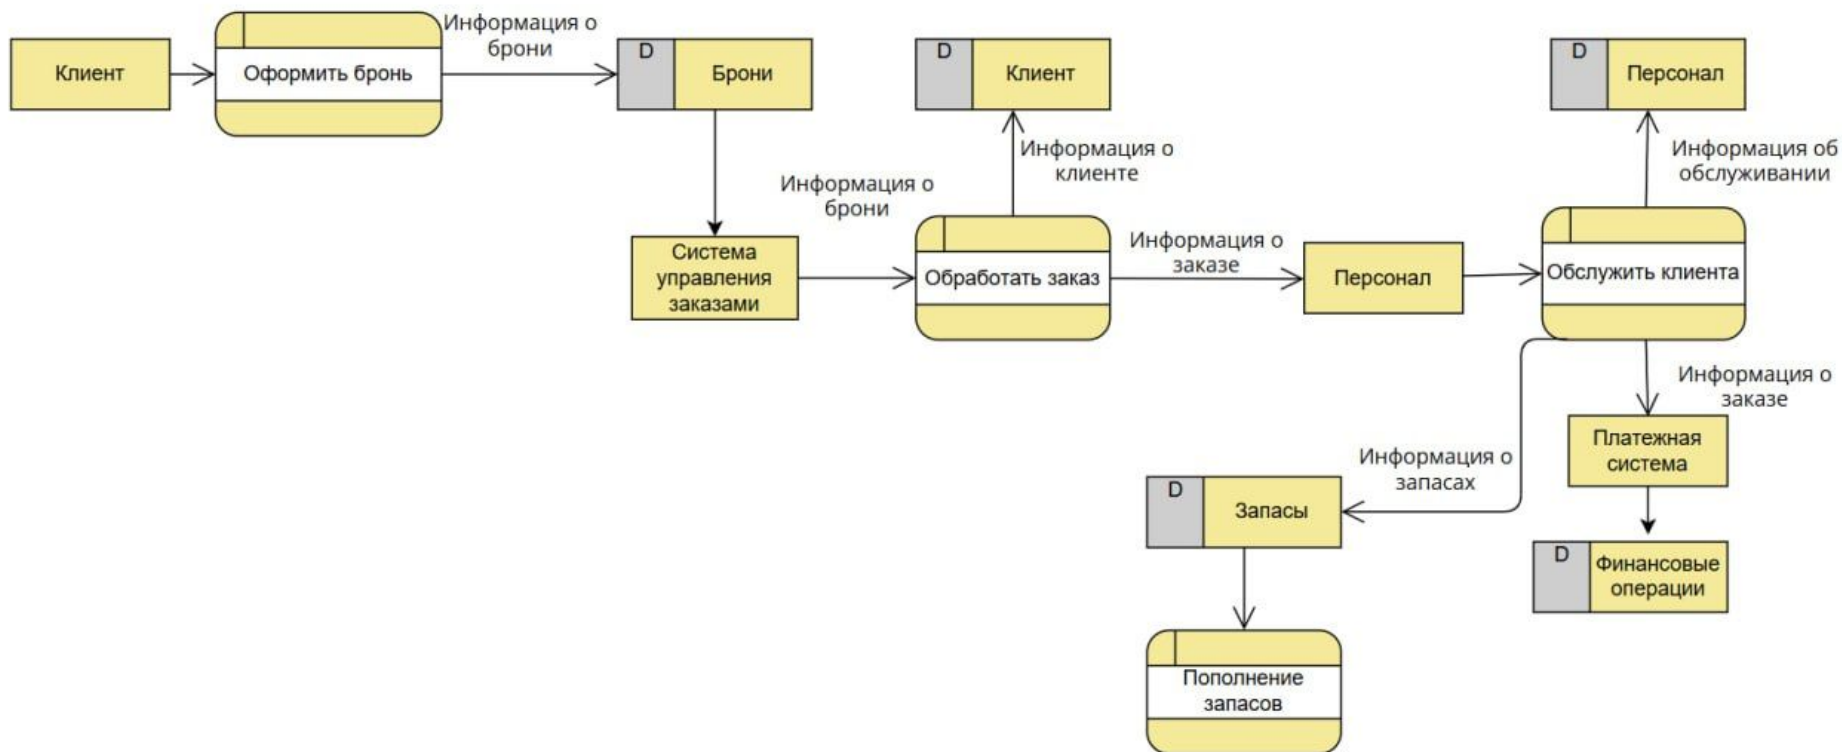 Информация о
брони
Клиент
Оформить бронь
D
Брони
D
Клиент
D
Персонал
Информация о
клиенте
Информация об
обслуживании
Информация о
брони
Система
управления
заказами
Обработать заказ
Информация о
заказе
Персонал
Обслужить клиента
Информация о
заказе
Платежная
система
Информация о
запасах
D
Запасы
D
Финансовые
операции
Пополнение
запасов